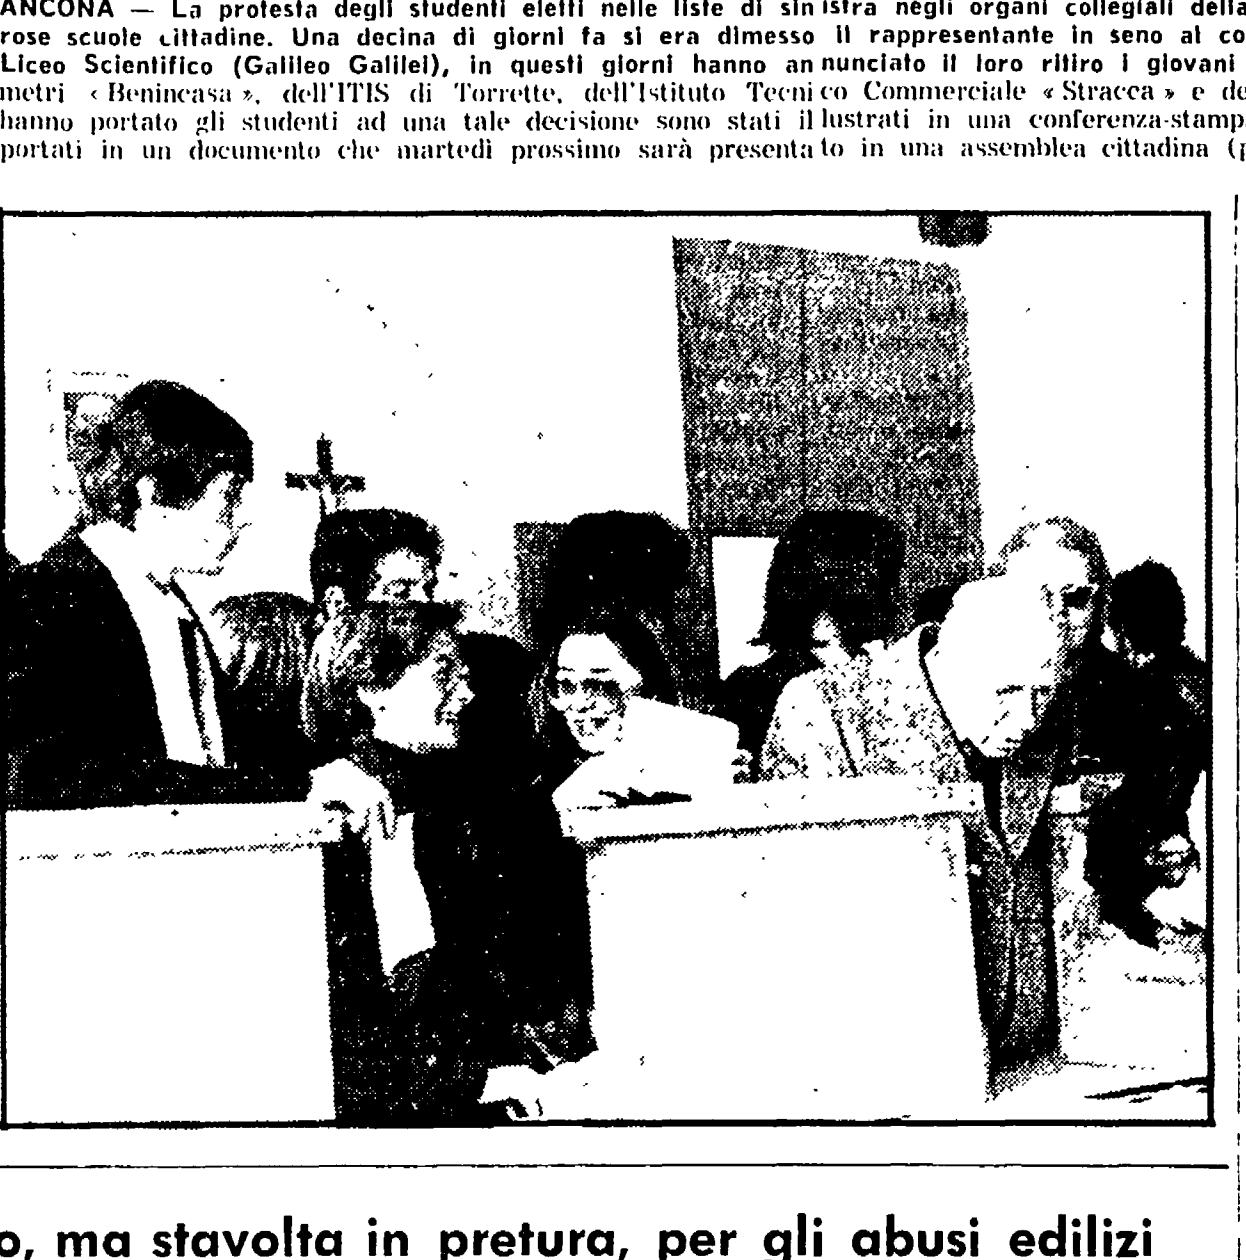 ANCONA — La protesta degli studenti eletti nelle liste di sinistra negli organi collegiali della
rose scuole cittadine. Una decina di giorni fa si era dimesso il rappresentante in seno al co
Liceo Scientifico (Galileo Galilei), in questi giorni hanno annunciato il loro ritiro i giovani
metri « Benincasa », dell'ITIS di Torrette, dell'Istituto Tecnico Commerciale « Stracca » e de
hanno portato gli studenti ad una tale decisione sono stati illustrati in una conferenza-stamp
portati in un documento che martedì prossimo sarà presentato in una assemblea cittadina (p
o, ma stavolta in pretura, per gli abusi edilizi